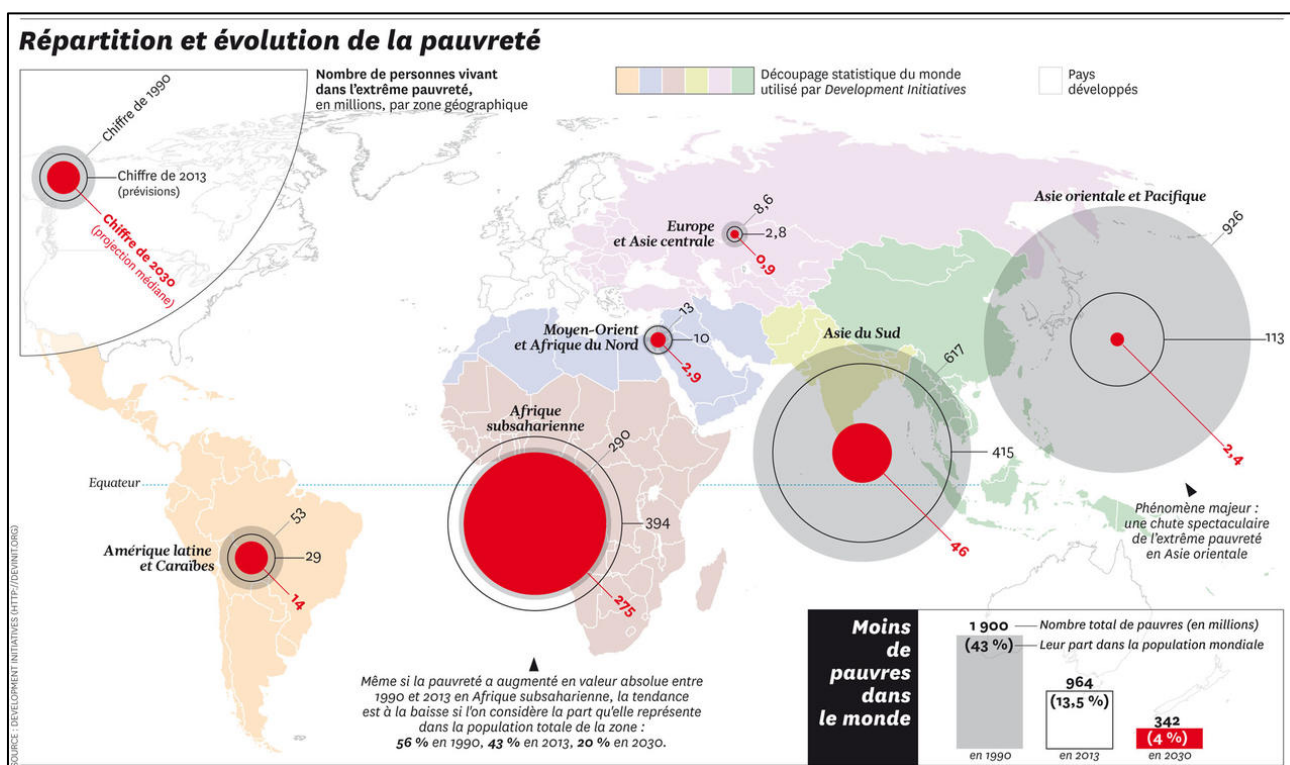 Répartition et évolution de la pauvreté
Nombre de personnes vivant
dans l'extrême pauvreté,
en millions, par zone géographique
Découpage statistique du monde
utilisé par Development Initiatives
Pays
développés
Chiffre de 1990
Chiffre de 2013
(prévisions)
Chiffre de 2030
(projection médiane)
Europe
et Asie centrale
8,6
2,8
0,9
Asie orientale et Pacifique
926
113
2,4
Phénomène majeur :
une chute spectaculaire
de l'extrême pauvreté
en Asie orientale
Moyen-Orient
et Afrique du Nord
13
10
2,9
Asie du Sud
617
415
46
Afrique
subsaharienne
290
394
275
Equateur
Amérique latine
et Caraïbes
53
29
14
Même si la pauvreté a augmenté en valeur absolue entre
1990 et 2013 en Afrique subsaharienne, la tendance
est à la baisse si l'on considère la part qu'elle représente
dans la population totale de la zone :
56 % en 1990, 43 % en 2013, 20 % en 2030.
Moins
de
pauvres
dans
le monde
1 900
Nombre total de pauvres (en millions)
(43 %)
Leur part dans la population mondiale
964
(13,5 %)
342
(4 %)
en 1990
en 2013
en 2030
SOURCE : DEVELOPMENT INITIATIVES (HTTP://DEVINIT.ORG)